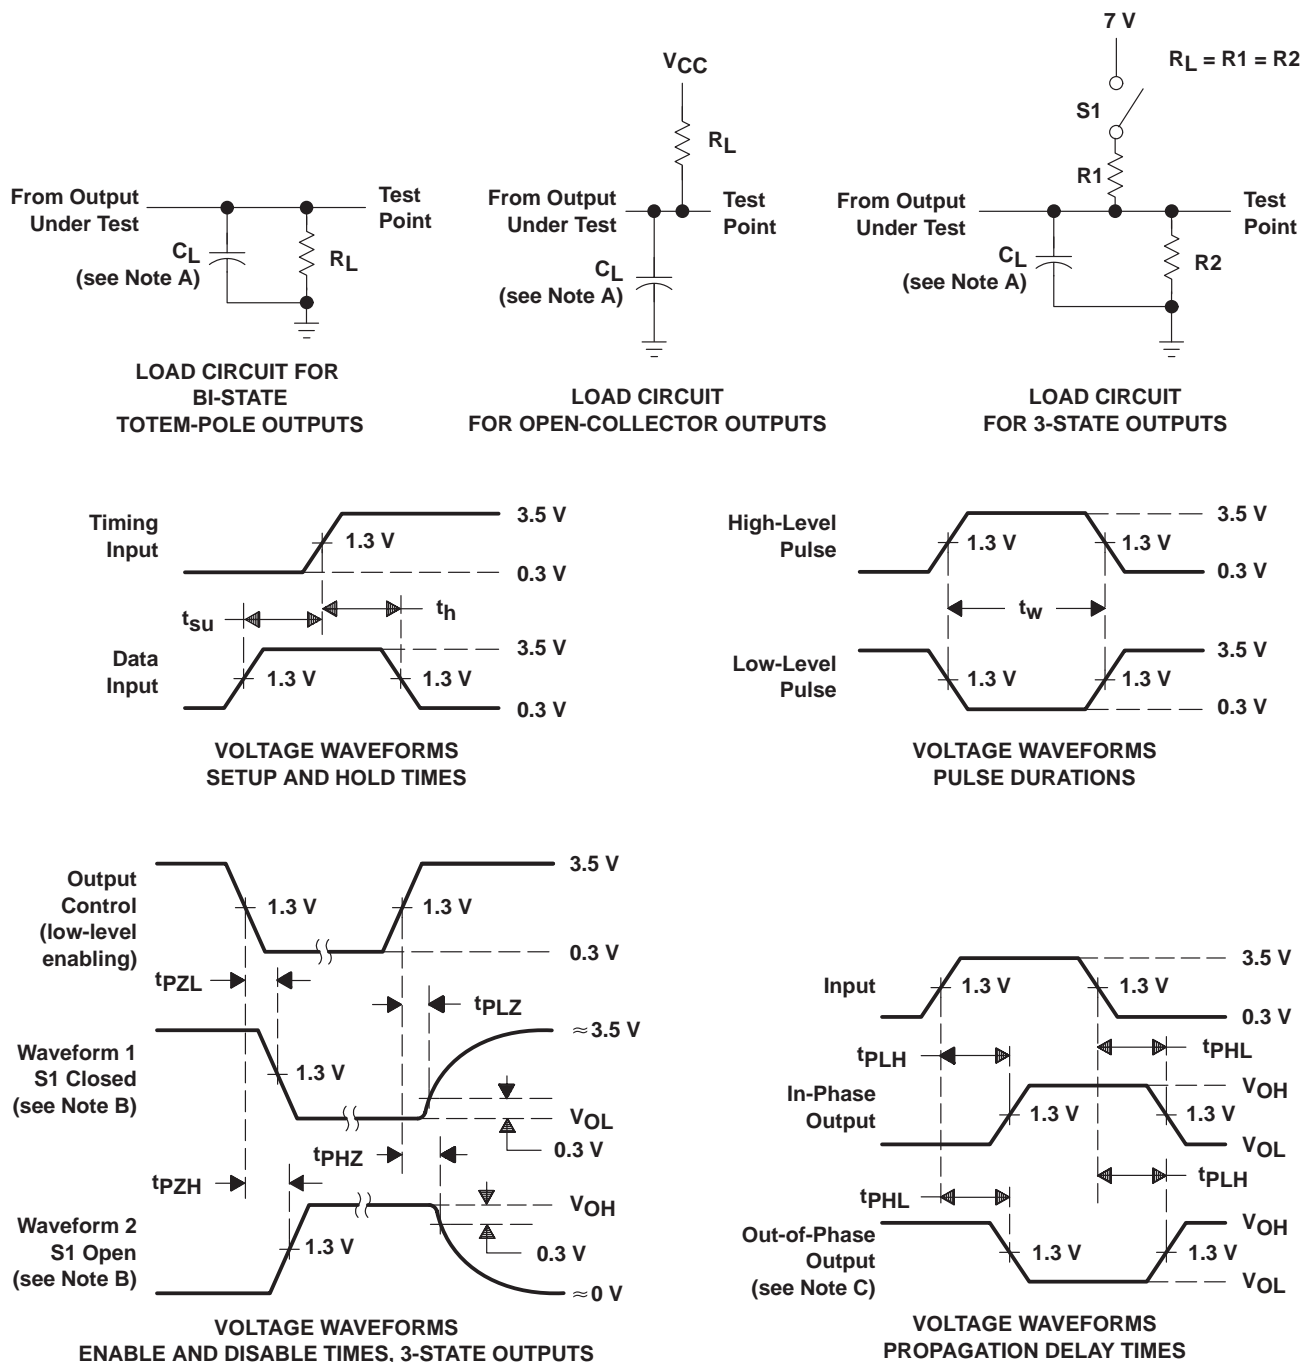 From Output
Under Test
Test
Point
CL
(see Note A)
RL
LOAD CIRCUIT FOR
BI-STATE
TOTEM-POLE OUTPUTS
VCC
RL
From Output
Under Test
Test
Point
CL
(see Note A)
LOAD CIRCUIT
FOR OPEN-COLLECTOR OUTPUTS
7 V
RL = R1 = R2
S1
R1
From Output
Under Test
Test
Point
CL
(see Note A)
R2
LOAD CIRCUIT
FOR 3-STATE OUTPUTS
Timing
Input
1.3 V
3.5 V
0.3 V
tsu
th
Data
Input
1.3 V
1.3 V
3.5 V
0.3 V
VOLTAGE WAVEFORMS
SETUP AND HOLD TIMES
High-Level
Pulse
1.3 V
1.3 V
3.5 V
0.3 V
tw
Low-Level
Pulse
1.3 V
1.3 V
3.5 V
0.3 V
VOLTAGE WAVEFORMS
PULSE DURATIONS
Output
Control
(low-level
enabling)
1.3 V
1.3 V
3.5 V
0.3 V
tPZL
tPLZ
Waveform 1
S1 Closed
(see Note B)
1.3 V
≈3.5 V
VOL
0.3 V
tPHZ
tPZH
Waveform 2
S1 Open
(see Note B)
1.3 V
VOH
0.3 V
≈0 V
VOLTAGE WAVEFORMS
ENABLE AND DISABLE TIMES, 3-STATE OUTPUTS
Input
1.3 V
1.3 V
3.5 V
0.3 V
tPLH
tPHL
In-Phase
Output
1.3 V
1.3 V
VOH
VOL
tPHL
tPLH
Out-of-Phase
Output
(see Note C)
1.3 V
1.3 V
VOH
VOL
VOLTAGE WAVEFORMS
PROPAGATION DELAY TIMES